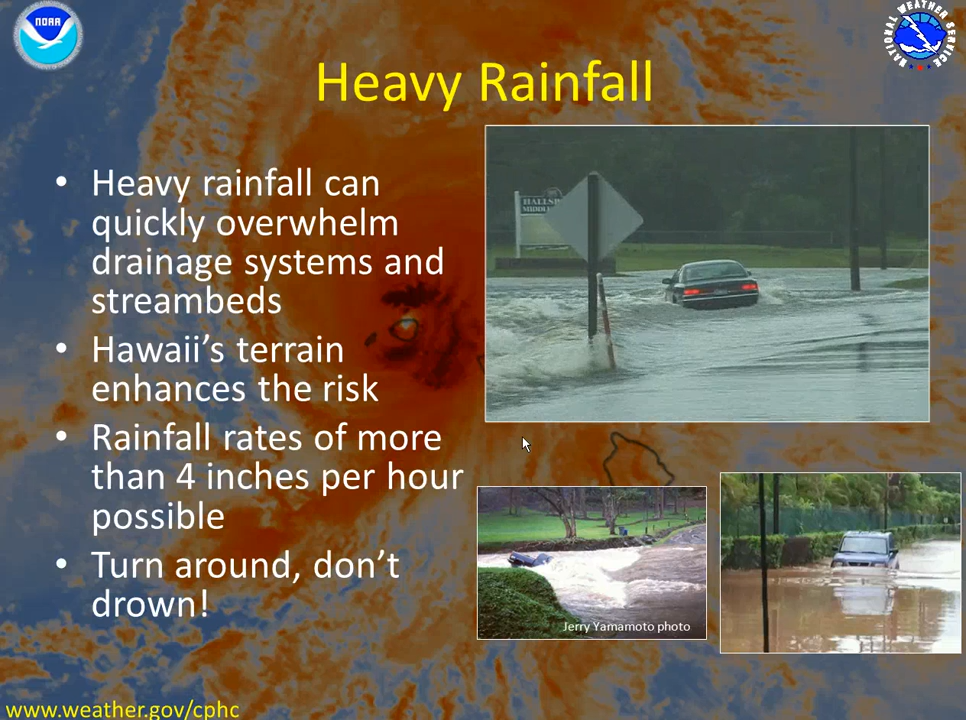 NOAA
NATIONAL WEATHER SERVICE
Heavy Rainfall
• Heavy rainfall can
quickly overwhelm
drainage systems and
streambeds
• Hawaii’s terrain
enhances the risk
• Rainfall rates of more
than 4 inches per hour
possible
• Turn around, don’t
drown!
Jerry Yamamoto photo
www.weather.gov/cphc